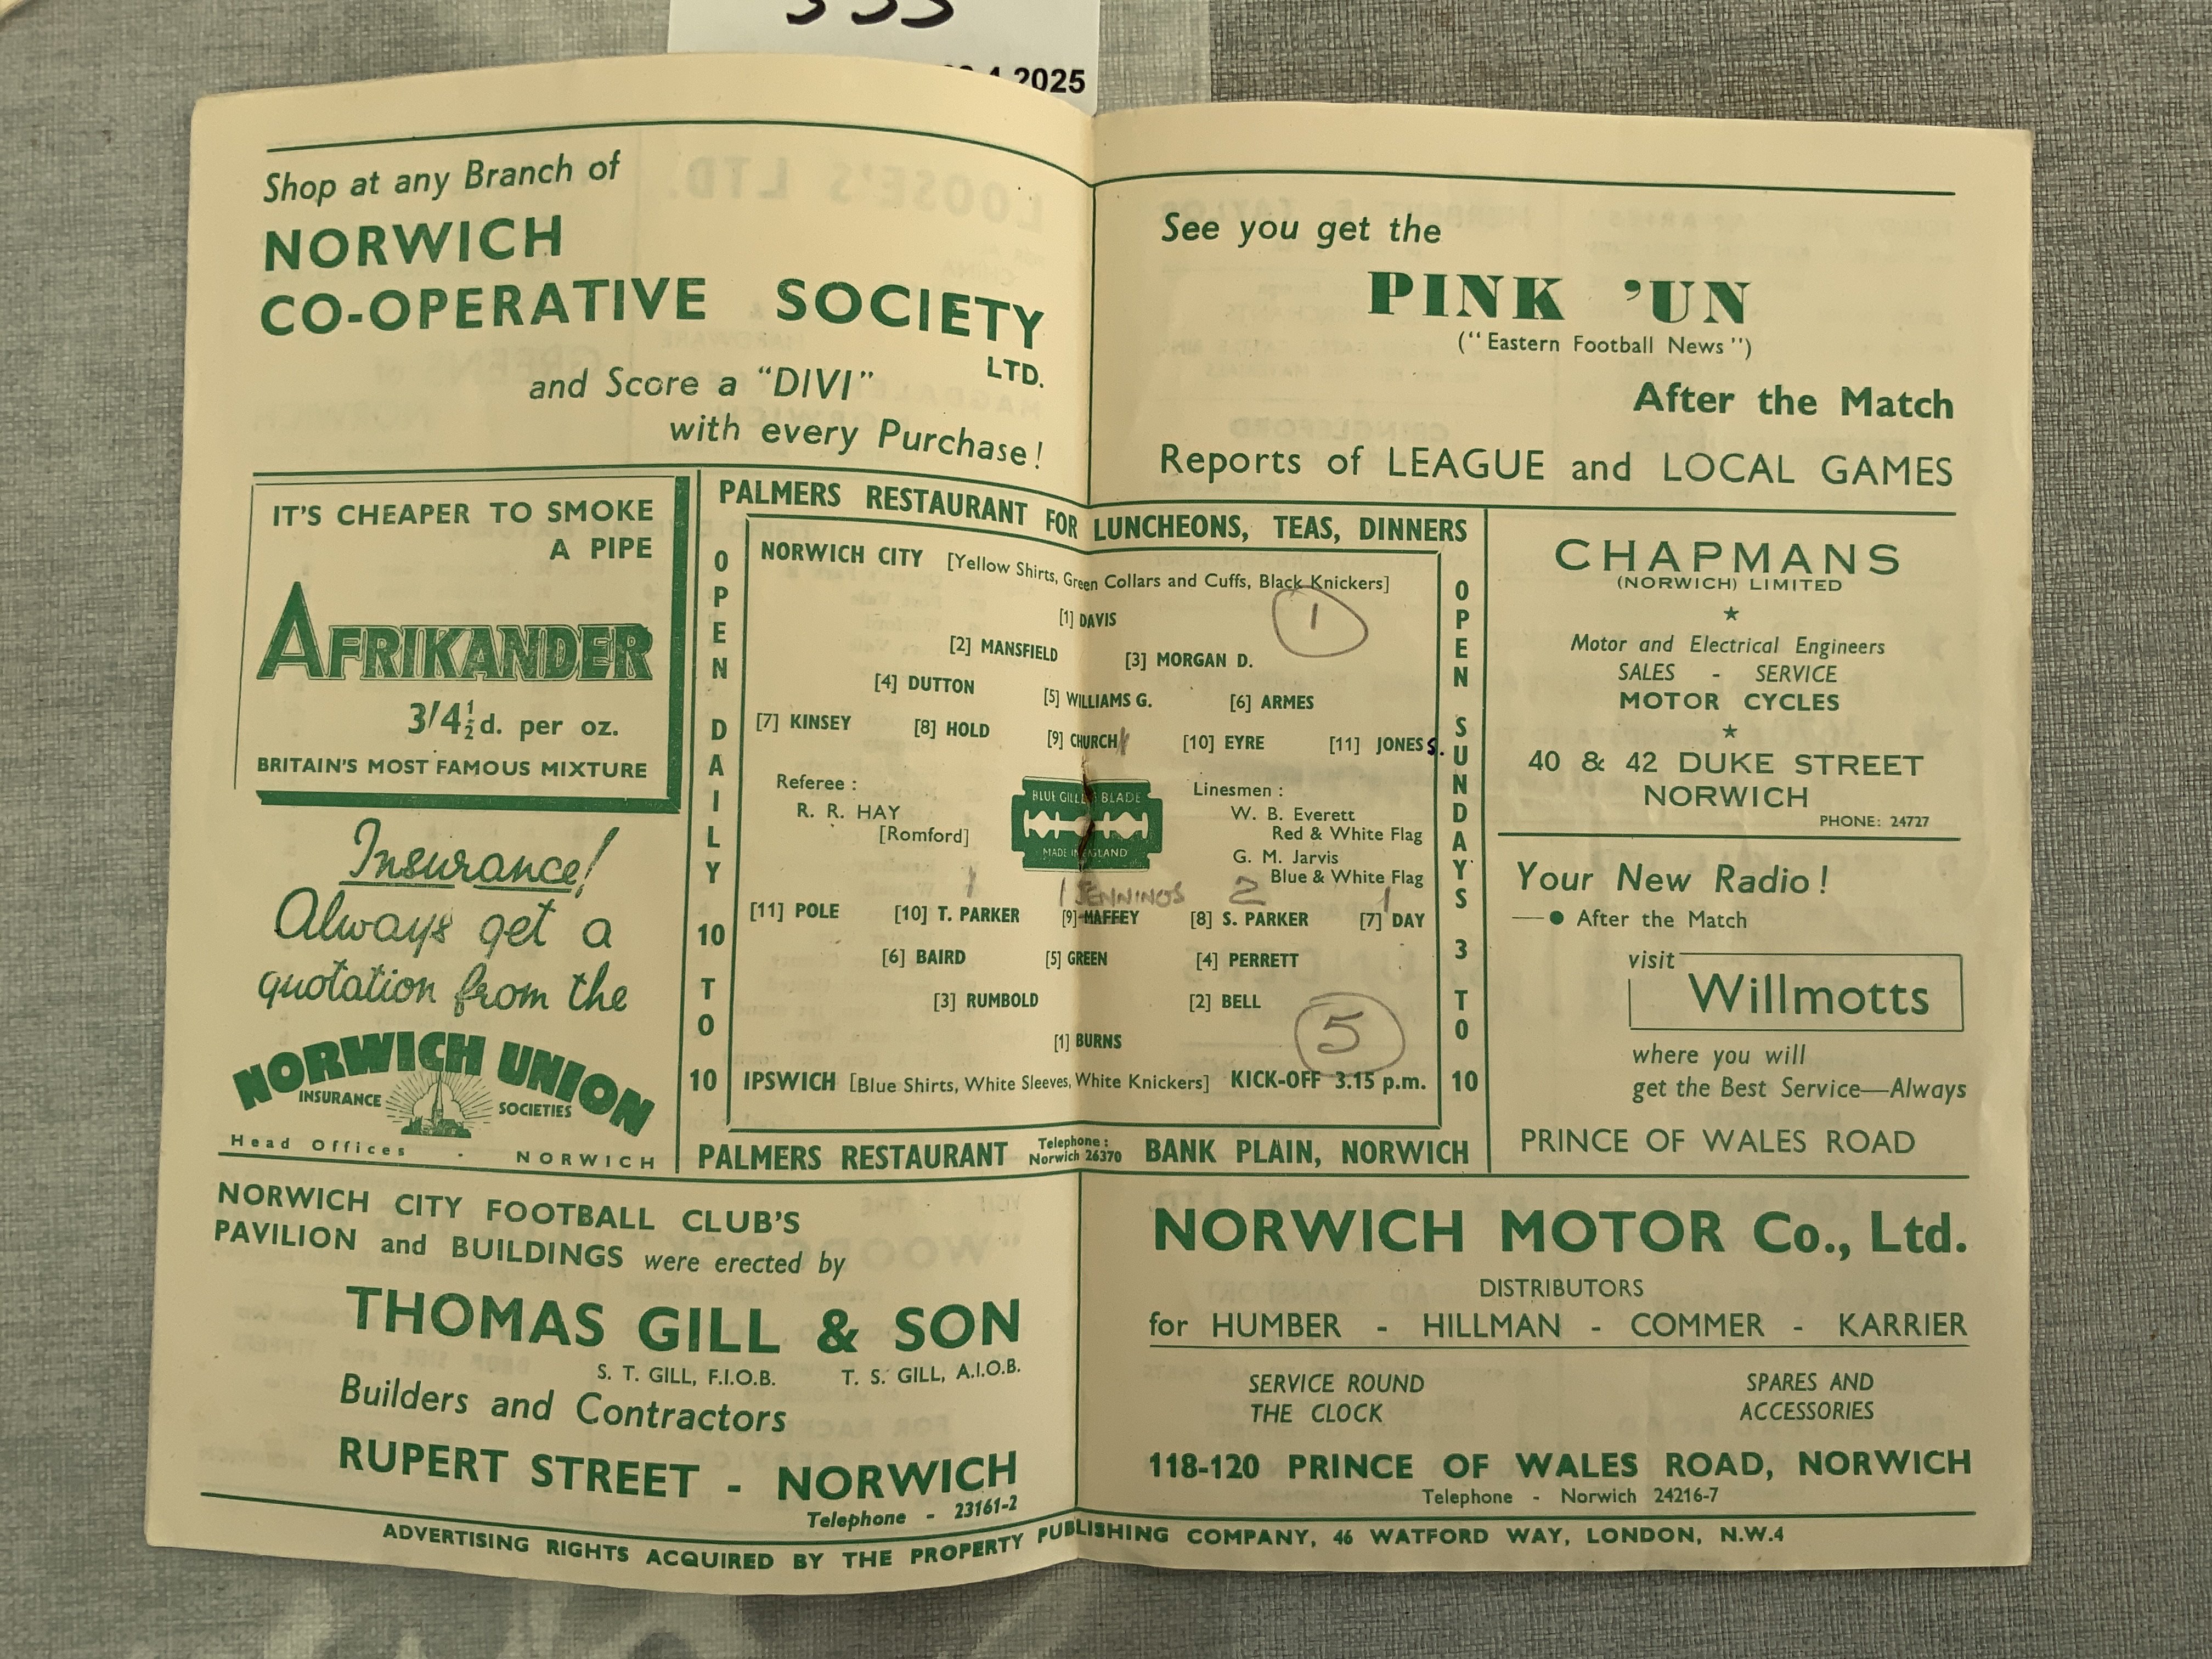 2025
Shop at any Branch of
NORWICH
CO-OPERATIVE SOCIETY
LTD.
and Score a "DIVI"
with every Purchase!
See you get the
PINK 'UN
("Eastern Football News")
After the Match
Reports of LEAGUE and LOCAL GAMES
IT'S CHEAPER TO SMOKE
A PIPE
AFRIKANDER
3/4½d. per oz.
BRITAIN'S MOST FAMOUS MIXTURE
Insurance!
Always get a
quotation from the
NORWICH UNION
INSURANCE SOCIETIES
Head Offices - NORWICH
PALMERS RESTAURANT FOR LUNCHEONS, TEAS, DINNERS
OPEN DAILY 10 TO 10
NORWICH CITY [Yellow Shirts, Green Collars and Cuffs, Black Knickers]
1
[1] DAVIS
[2] MANSFIELD [3] MORGAN D.
[4] DUTTON [5] WILLIAMS G. [6] ARMES
[7] KINSEY [8] HOLD [9] CHURCH 1 [10] EYRE [11] JONES S.
Referee :
R. R. HAY
[Romford]
BLUE GILL BLADE
MADE IN ENGLAND
Linesmen :
W. B. Everett
Red & White Flag
G. M. Jarvis
Blue & White Flag
1 1 JENNINGS 2 1
[11] POLE [10] T. PARKER [9] MAFFEY [8] S. PARKER [7] DAY
[6] BAIRD [5] GREEN [4] PERRETT
[3] RUMBOLD [2] BELL
[1] BURNS
5
IPSWICH [Blue Shirts, White Sleeves, White Knickers] KICK-OFF 3.15 p.m.
OPEN SUNDAYS 3 TO 10
PALMERS RESTAURANT Telephone : Norwich 26370 BANK PLAIN, NORWICH
CHAPMANS
(NORWICH) LIMITED
Motor and Electrical Engineers
SALES - SERVICE
MOTOR CYCLES
40 & 42 DUKE STREET
NORWICH
PHONE: 24727
Your New Radio!
After the Match
visit
Willmotts
where you will
get the Best Service—Always
PRINCE OF WALES ROAD
NORWICH CITY FOOTBALL CLUB'S
PAVILION and BUILDINGS were erected by
THOMAS GILL & SON
S. T. GILL, F.I.O.B. T. S. GILL, A.I.O.B.
Builders and Contractors
RUPERT STREET - NORWICH
Telephone - 23161-2
NORWICH MOTOR Co., Ltd.
DISTRIBUTORS
for HUMBER - HILLMAN - COMMER - KARRIER
SERVICE ROUND
THE CLOCK
SPARES AND
ACCESSORIES
118-120 PRINCE OF WALES ROAD, NORWICH
Telephone - Norwich 24216-7
ADVERTISING RIGHTS ACQUIRED BY THE PROPERTY PUBLISHING COMPANY, 46 WATFORD WAY, LONDON, N.W.4